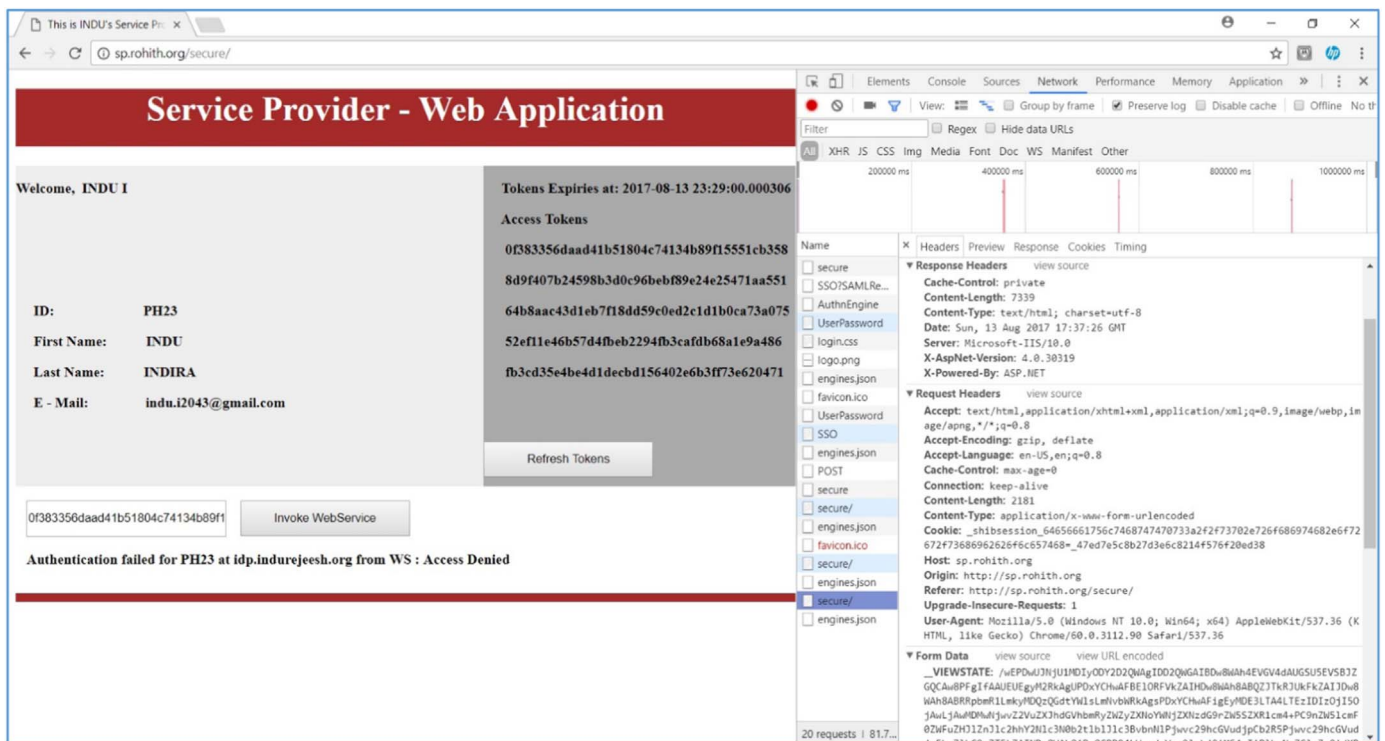 This is INDU's Service Pro
sp.rohith.org/secure/
Service Provider - Web Application
Welcome, INDU I
ID: PH23
First Name: INDU
Last Name: INDIRA
E - Mail: indu.i2043@gmail.com
Tokens Expiries at: 2017-08-13 23:29:00.000306
Access Tokens
0f383356daad41b51804c74134b89f15551cb358
8d9f407b24598b3d0c96bebf89e24e25471aa551
64b8aac43d1eb7f18dd59c0ed2c1d1b0ca73a075
52ef11e46b57d4fbeb2294fb3cafdb68a1e9a486
fb3cd35e4be4d1decbd156402e6b3ff73e620471
Refresh Tokens
0f383356daad41b51804c74134b89f1
Invoke WebService
Authentication failed for PH23 at idp.indurejeesh.org from WS : Access Denied
Elements Console Sources Network Performance Memory Application »
View: Group by frame Preserve log Disable cache Offline No th
Filter Regex Hide data URLs
All XHR JS CSS Img Media Font Doc WS Manifest Other
200000 ms 400000 ms 600000 ms 800000 ms 1000000 ms
Name
secure
SSO?SAMLRe...
AuthnEngine
UserPassword
login.css
logo.png
engines.json
favicon.ico
UserPassword
SSO
engines.json
POST
secure
secure/
engines.json
favicon.ico
secure/
engines.json
secure/
engines.json
20 requests | 81.7...
× Headers Preview Response Cookies Timing
Response Headers view source
Cache-Control: private
Content-Length: 7339
Content-Type: text/html; charset=utf-8
Date: Sun, 13 Aug 2017 17:37:26 GMT
Server: Microsoft-IIS/10.0
X-AspNet-Version: 4.0.30319
X-Powered-By: ASP.NET
Request Headers view source
Accept: text/html,application/xhtml+xml,application/xml;q=0.9,image/webp,im
age/apng,*/*;q=0.8
Accept-Encoding: gzip, deflate
Accept-Language: en-US,en;q=0.8
Cache-Control: max-age=0
Connection: keep-alive
Content-Length: 2181
Content-Type: application/x-www-form-urlencoded
Cookie: _shibsession_64656661756c7468747470733a2f2f73702e726f686974682e6f72
672f73686962626f6c657468=_47ed7e5c8b27d3e6c8214f576f20ed38
Host: sp.rohith.org
Origin: http://sp.rohith.org
Referer: http://sp.rohith.org/secure/
Upgrade-Insecure-Requests: 1
User-Agent: Mozilla/5.0 (Windows NT 10.0; Win64; x64) AppleWebKit/537.36 (K
HTML, like Gecko) Chrome/60.0.3112.90 Safari/537.36
Form Data view source view URL encoded
__VIEWSTATE: